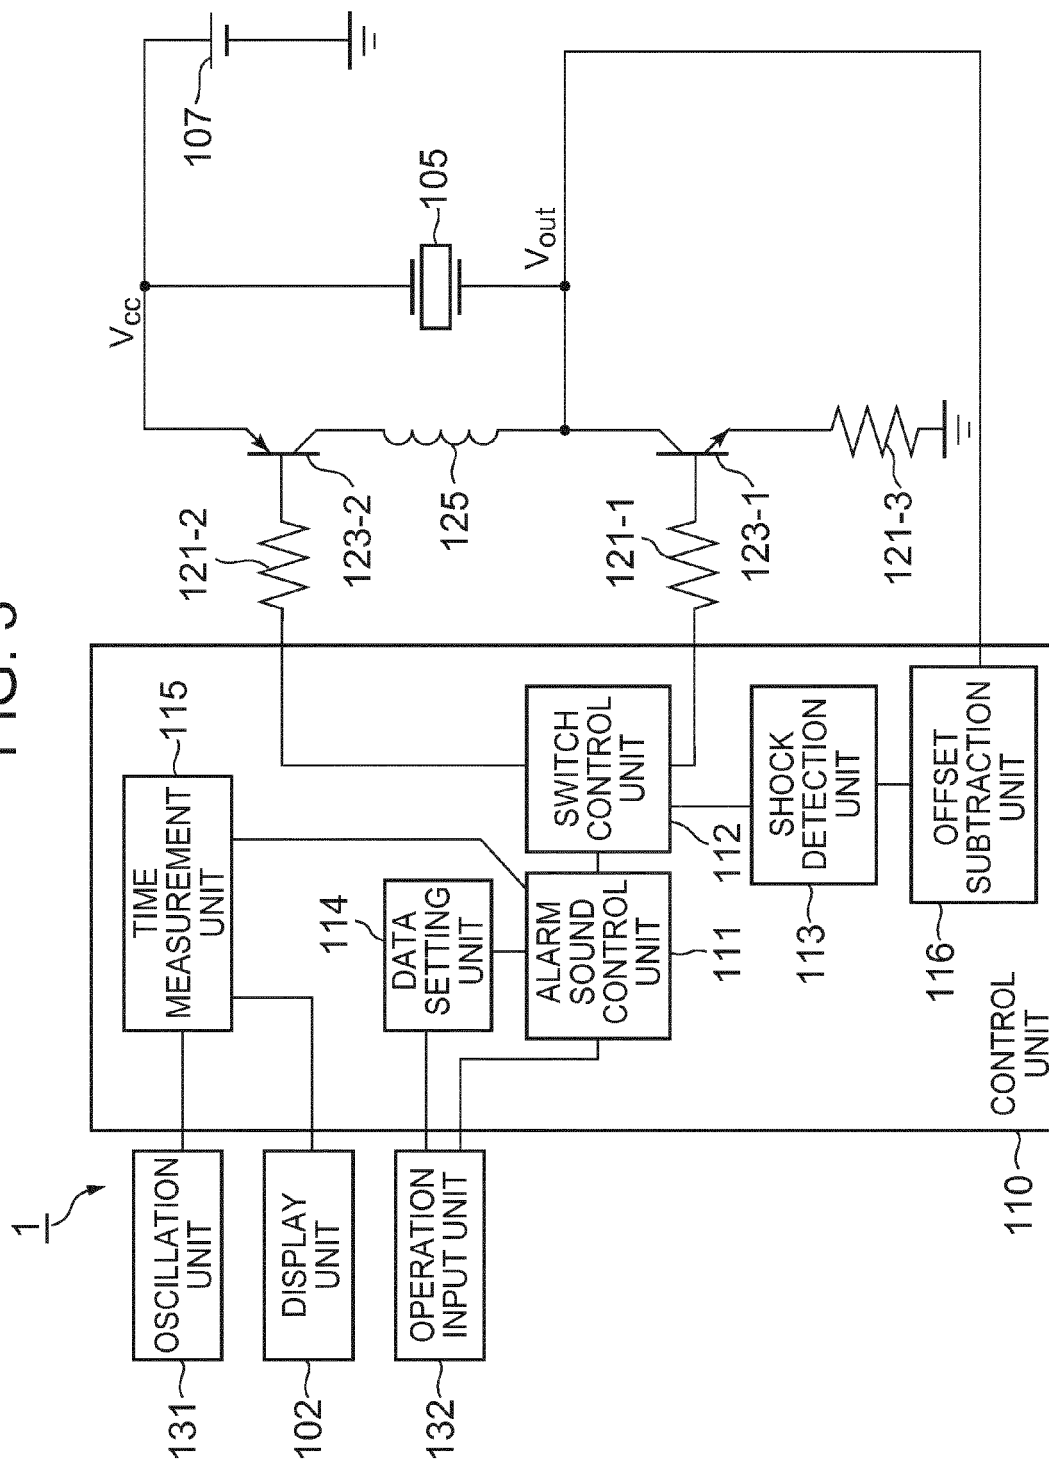 1
OSCILLATION
UNIT
131
DISPLAY
UNIT
102
OPERATION
INPUT UNIT
132
TIME
MEASUREMENT
UNIT
115
DATA
SETTING
UNIT
114
ALARM
SOUND
CONTROL
UNIT
111
SWITCH
CONTROL
UNIT
112
SHOCK
DETECTION
UNIT
113
OFFSET
SUBTRACTION
UNIT
116
CONTROL
UNIT
110
121-2
123-2
125
121-1
123-1
121-3
Vcc
105
Vout
107